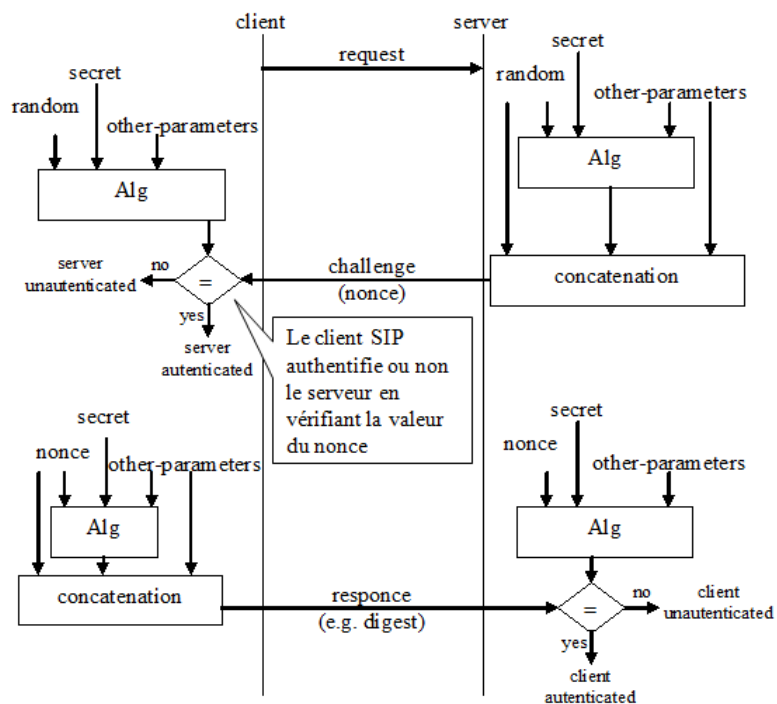 client
server
request
secret
random
other-parameters
Alg
secret
random
other-parameters
Alg
concatenation
challenge
(nonce)
=
no
server
unautenticated
yes
server
autenticated
Le client SIP
authentifie ou non
le serveur en
vérifiant la valeur
du nonce
secret
nonce
other-parameters
Alg
concatenation
responce
(e.g. digest)
secret
nonce
other-parameters
Alg
=
no
client
unautenticated
yes
client
autenticated